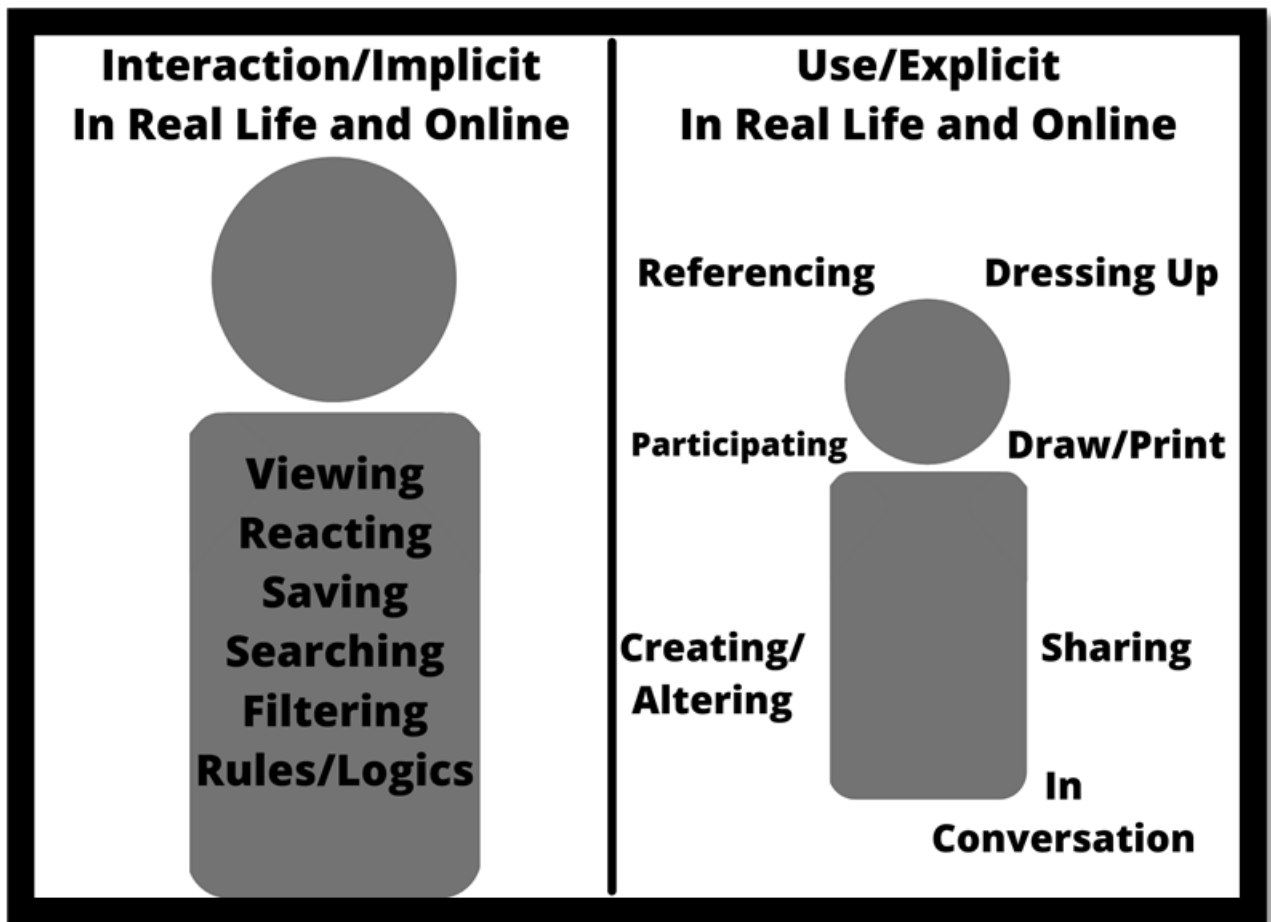 Interaction/Implicit
In Real Life and Online
Viewing
Reacting
Saving
Searching
Filtering
Rules/Logics
Use/Explicit
In Real Life and Online
Referencing
Dressing Up
Participating
Draw/Print
Creating/
Altering
Sharing
In
Conversation